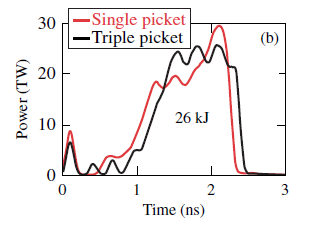 30
Single picket
Triple picket
(b)
Power (TW)
20
26 kJ
10
0
0
1
2
3
Time (ns)